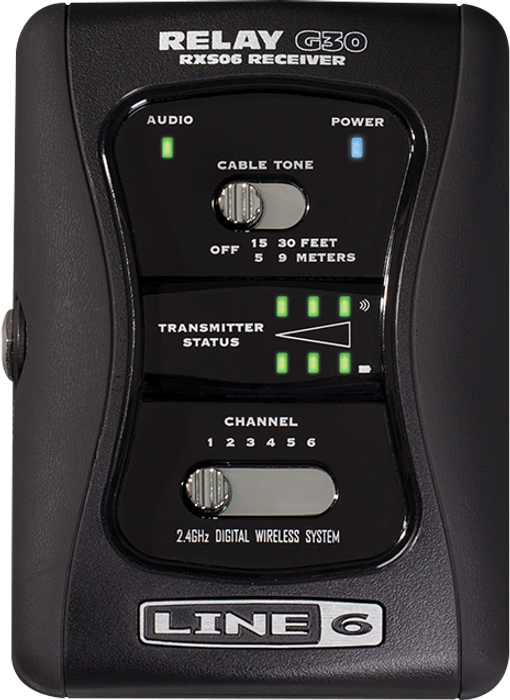 RELAY G30
RXS06 RECEIVER
AUDIO
POWER
CABLE TONE
OFF 15 30 FEET
5 9 METERS
TRANSMITTER
STATUS
CHANNEL
1 2 3 4 5 6
2.4GHz DIGITAL WIRELESS SYSTEM
LINE 6